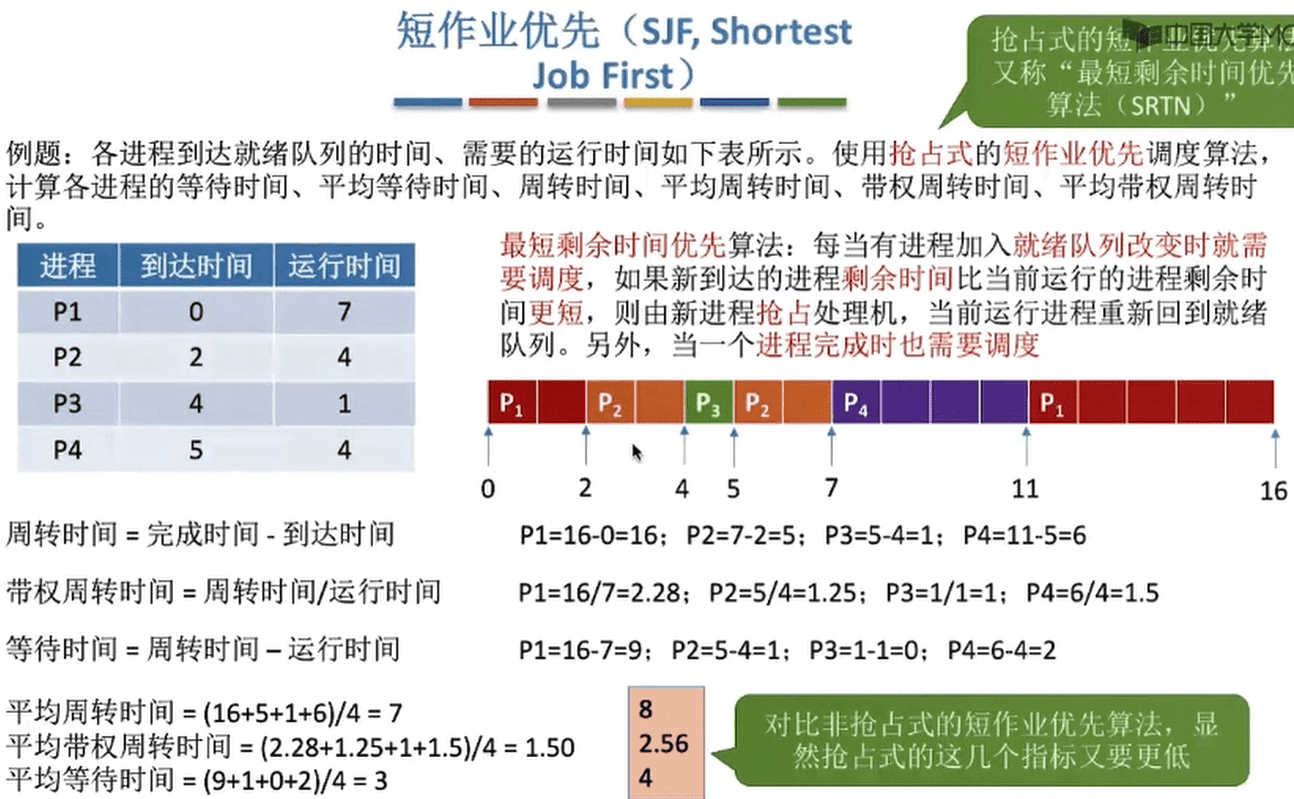 短作业优先（SJF, Shortest
Job First）
中国大学MO
抢占式的短作业优先算法
又称“最短剩余时间优先
算法（SRTN）”
例题：各进程到达就绪队列的时间、需要的运行时间如下表所示。使用抢占式的短作业优先调度算法，
计算各进程的等待时间、平均等待时间、周转时间、平均周转时间、带权周转时间、平均带权周转时
间。
进程 到达时间 运行时间
P1 0 7
P2 2 4
P3 4 1
P4 5 4
最短剩余时间优先算法：每当有进程加入就绪队列改变时就需
要调度，如果新到达的进程剩余时间比当前运行的进程剩余时
间更短，则由新进程抢占处理机，当前运行进程重新回到就绪
队列。另外，当一个进程完成时也需要调度
P1 P2 P3 P2 P4 P1
0 2 4 5 7 11 16
周转时间 = 完成时间 - 到达时间 P1=16-0=16；P2=7-2=5；P3=5-4=1；P4=11-5=6
带权周转时间 = 周转时间/运行时间 P1=16/7=2.28；P2=5/4=1.25；P3=1/1=1；P4=6/4=1.5
等待时间 = 周转时间 – 运行时间 P1=16-7=9；P2=5-4=1；P3=1-1=0；P4=6-4=2
平均周转时间 = (16+5+1+6)/4 = 7
平均带权周转时间 = (2.28+1.25+1+1.5)/4 = 1.50
平均等待时间 = (9+1+0+2)/4 = 3
8
2.56
4
对比非抢占式的短作业优先算法，显
然抢占式的这几个指标又要更低